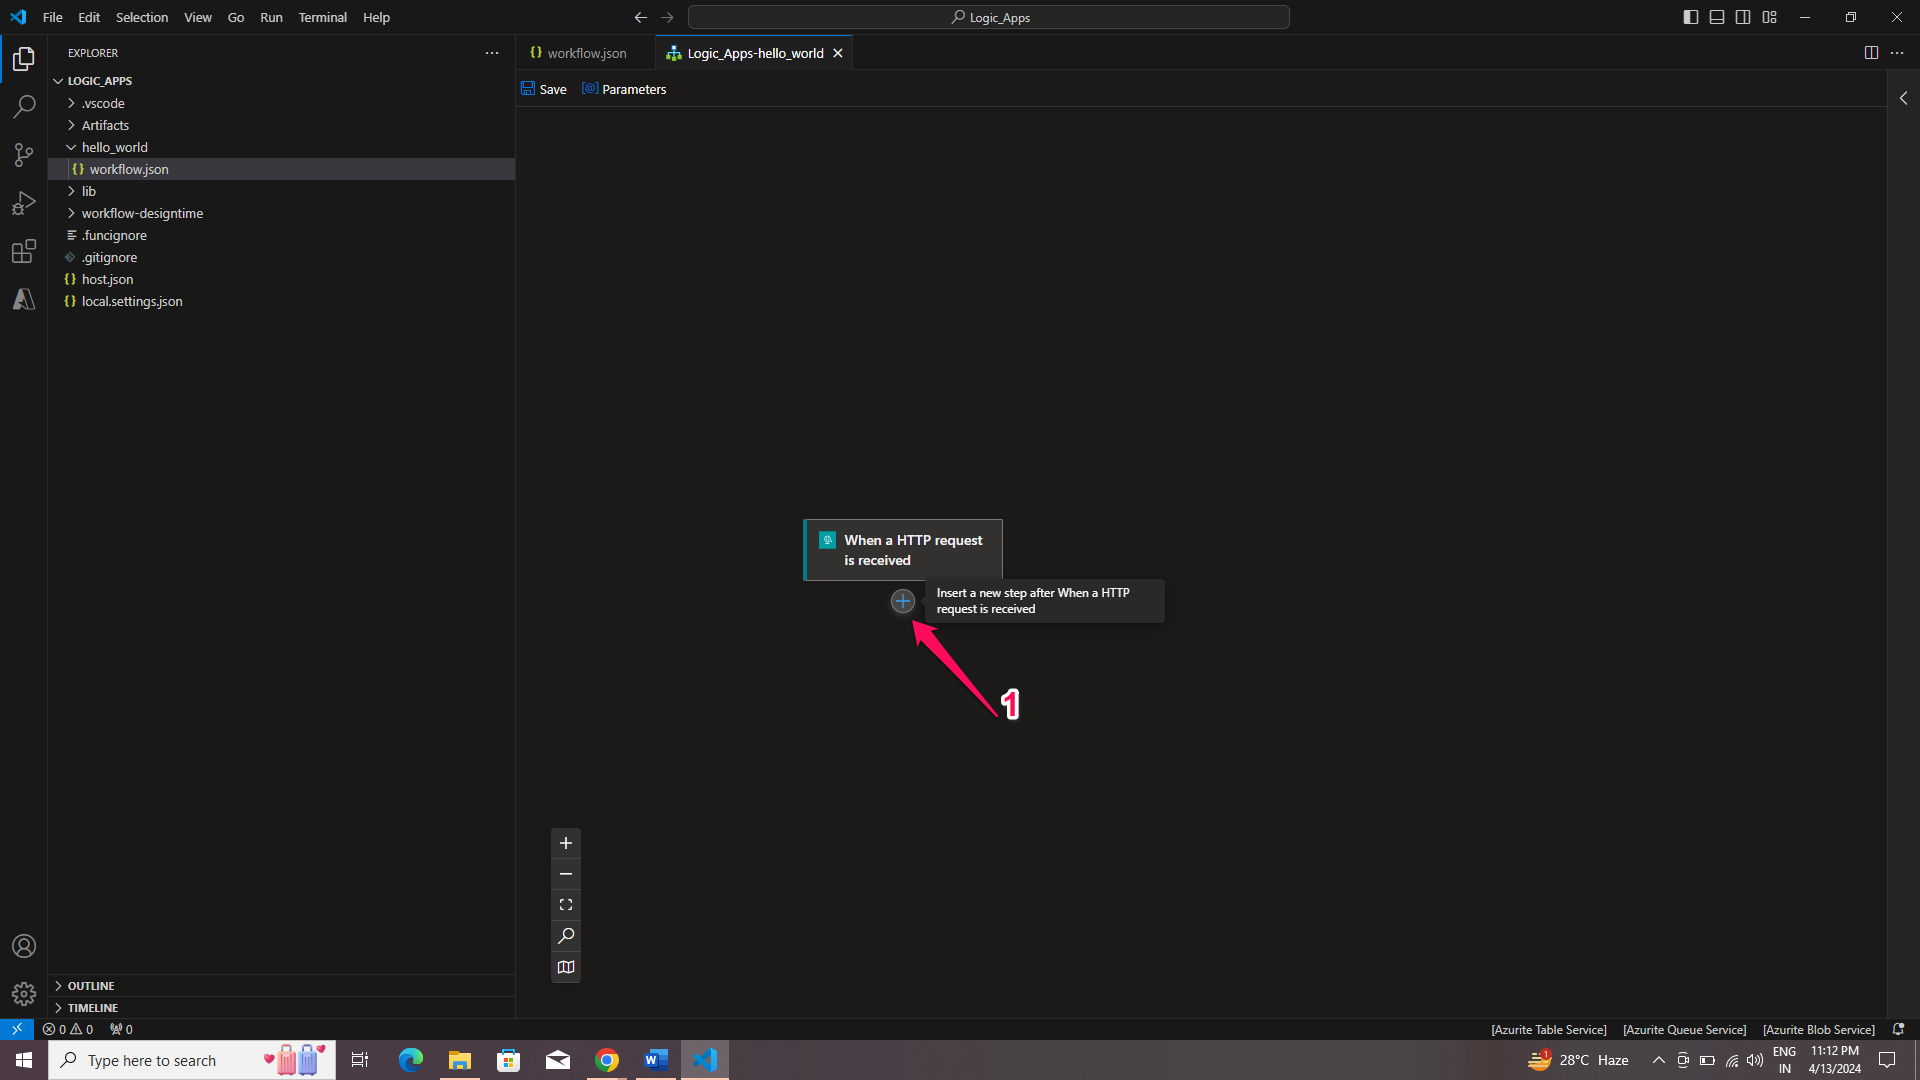 File Edit Selection View Go Run Terminal Help
Logic_Apps
EXPLORER
LOGIC_APPS
.vscode
Artifacts
hello_world
workflow.json
lib
workflow-designtime
.funcignore
.gitignore
host.json
local.settings.json
OUTLINE
TIMELINE
workflow.json
Logic_Apps-hello_world
Save
Parameters
When a HTTP request
is received
Insert a new step after When a HTTP
request is received
1
0 0 0
[Azurite Table Service] [Azurite Queue Service] [Azurite Blob Service]
Type here to search
W
1
28°C Haze
ENG
IN
11:12 PM
4/13/2024